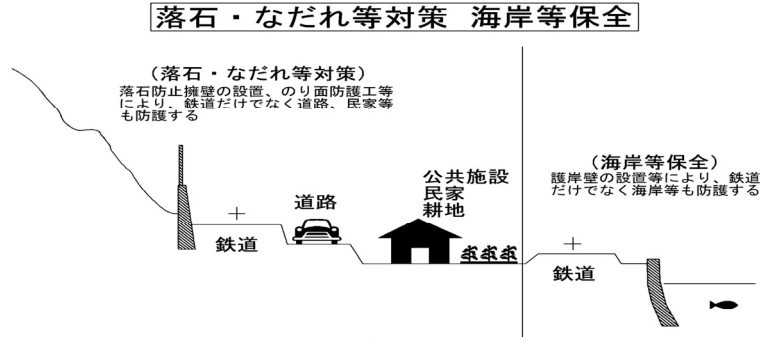 落石・なだれ等対策 海岸等保全
（落石・なだれ等対策）
落石防止擁壁の設置、のり面防護工等
により、鉄道だけでなく道路、民家等
も防護する
公共施設
民家
耕地
道路
鉄道
（海岸等保全）
護岸壁の設置等により、鉄道
だけでなく海岸等も防護する
鉄道